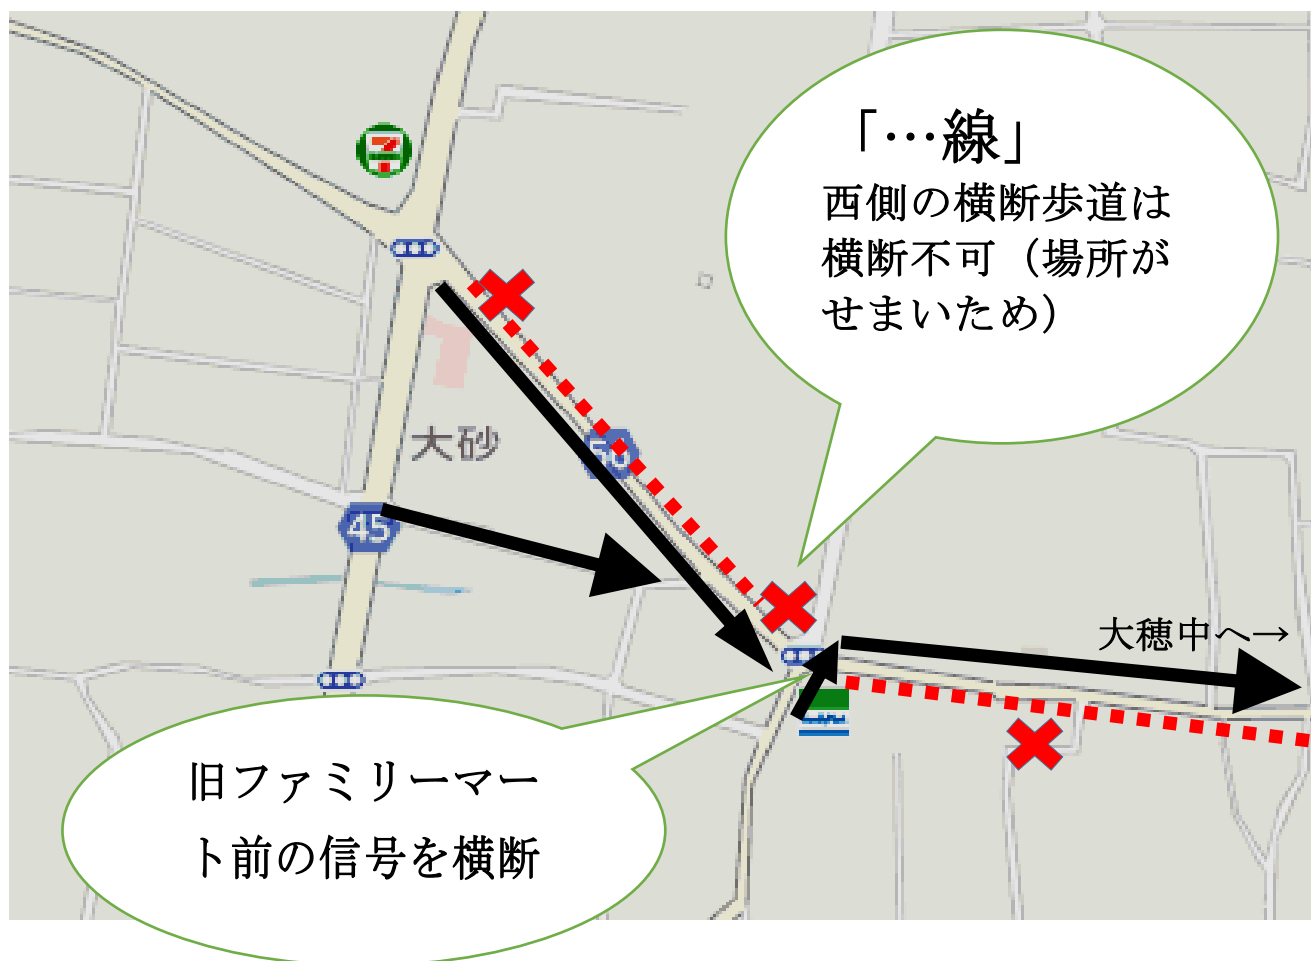 「…線」
西側の横断歩道は
横断不可（場所が
せまいため）
大砂
50
45
大穂中へ→
旧ファミリーマー
ト前の信号を横断